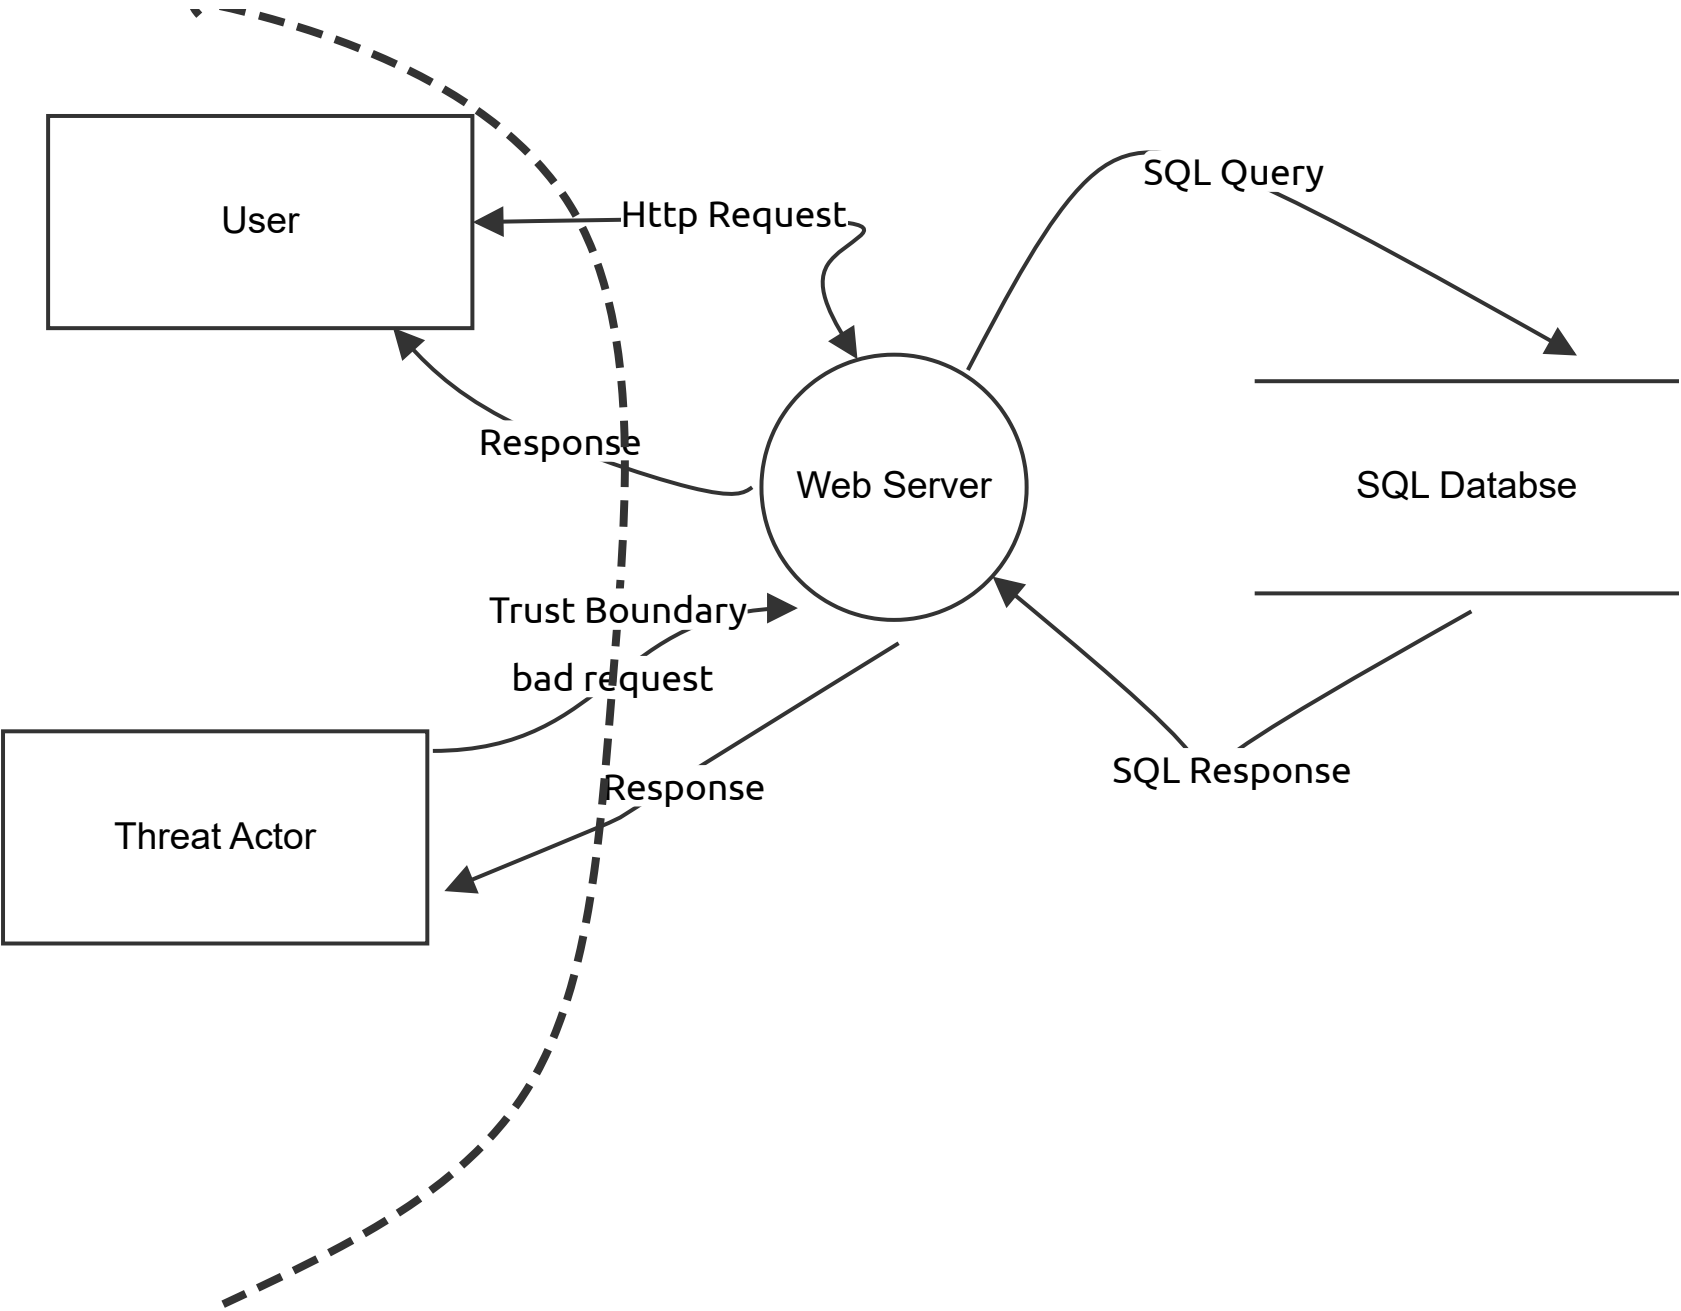 SQL Query
User
Http Request
Response
Web Server
SQL Databse
Trust Boundary
bad request
SQL Response
Response
Threat Actor